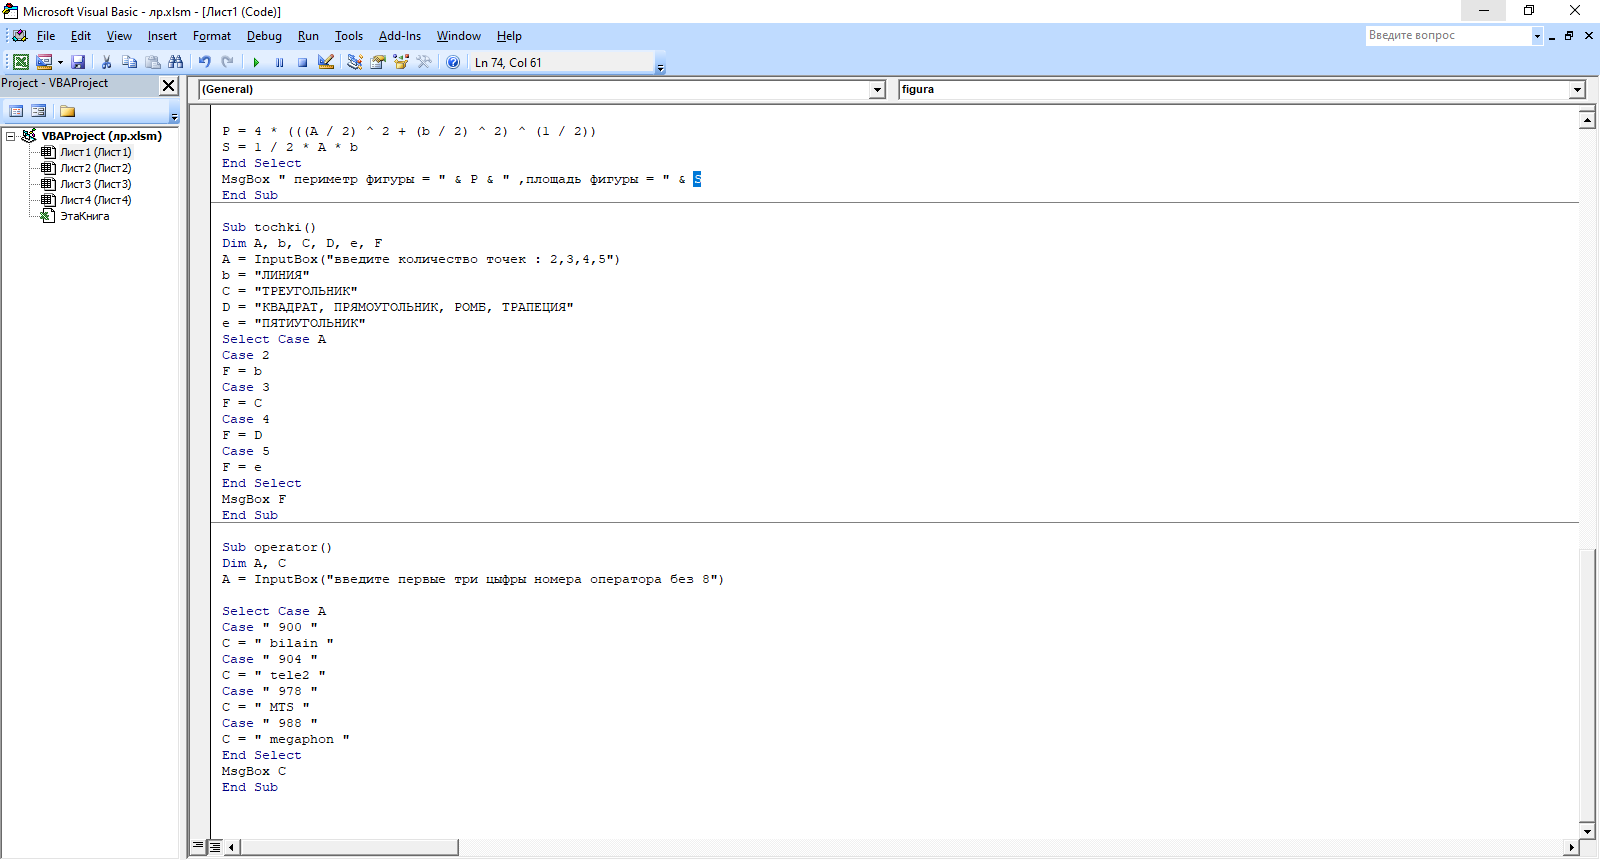 Microsoft Visual Basic - лр.xlsm - [Лист1 (Code)]
File Edit View Insert Format Debug Run Tools Add-Ins Window Help
Введите вопрос
Ln 74, Col 61
Project - VBAProject
VBAProject (лр.xlsm)
Лист1 (Лист1)
Лист2 (Лист2)
Лист3 (Лист3)
Лист4 (Лист4)
ЭтаКнига
(General)
figura
P = 4 * (((A / 2) ^ 2 + (b / 2) ^ 2) ^ (1 / 2))
S = 1 / 2 * A * b
End Select
MsgBox " периметр фигуры = " & P & " ,площадь фигуры = " & S
End Sub
Sub tochki()
Dim A, b, C, D, e, F
A = InputBox("введите количество точек : 2,3,4,5")
b = "ЛИНИЯ"
C = "ТРЕУГОЛЬНИК"
D = "КВАДРАТ, ПРЯМОУГОЛЬНИК, РОМБ, ТРАПЕЦИЯ"
e = "ПЯТИУГОЛЬНИК"
Select Case A
Case 2
F = b
Case 3
F = C
Case 4
F = D
Case 5
F = e
End Select
MsgBox F
End Sub
Sub operator()
Dim A, C
A = InputBox("введите первые три цыфры номера оператора без 8")
Select Case A
Case " 900 "
C = " bilain "
Case " 904 "
C = " tele2 "
Case " 978 "
C = " MTS "
Case " 988 "
C = " megaphon "
End Select
MsgBox C
End Sub